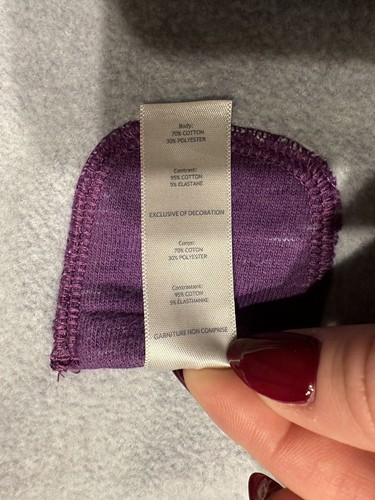 Body:
70% COTTON
30% POLYESTER
Contrast:
95% COTTON
5% ELASTANE
EXCLUSIVE OF DECORATION
Corps:
70% COTON
30% POLYESTER
Contrastant:
95% COTON
5% ÉLASTHANNE
GARNITURE NON COMPRISE